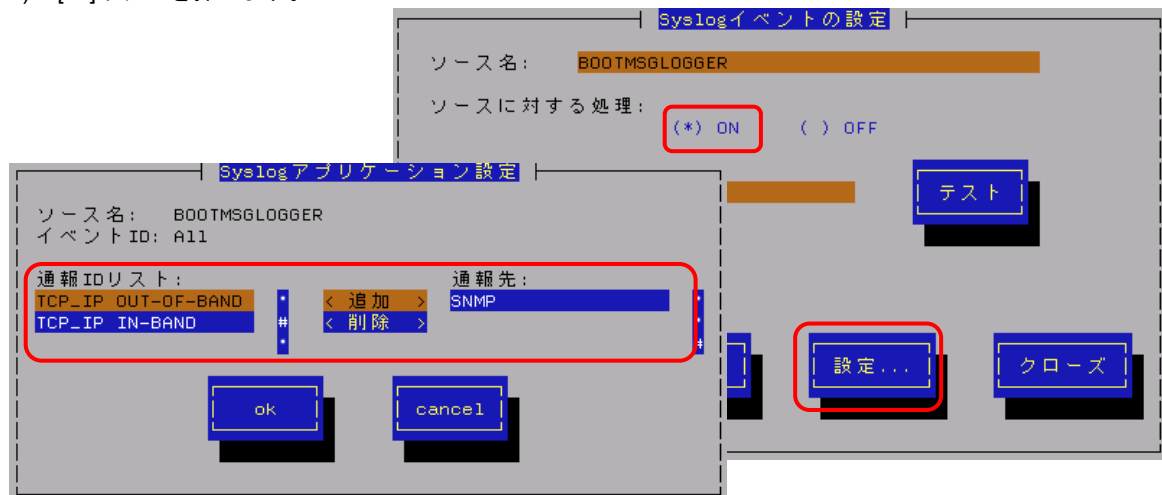 Syslogイベントの設定
ソース名: BOOTMSGLOGGER
ソースに対する処理:
(*) ON ( ) OFF
テスト
設定...
クローズ
Syslogアプリケーション設定
ソース名: BOOTMSGLOGGER
イベントID: All
通報IDリスト: 通報先:
TCP_IP OUT-OF-BAND < 追加 > SNMP
TCP_IP IN-BAND # < 削除 >
#
ok cancel